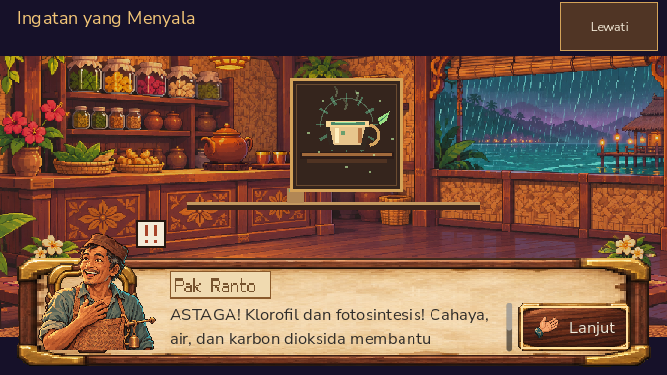 Ingatan yang Menyala
Lewati
!!
Pak Ranto
ASTAGA! Klorofil dan fotosintesis! Cahaya,
air, dan karbon dioksida membantu
Lanjut